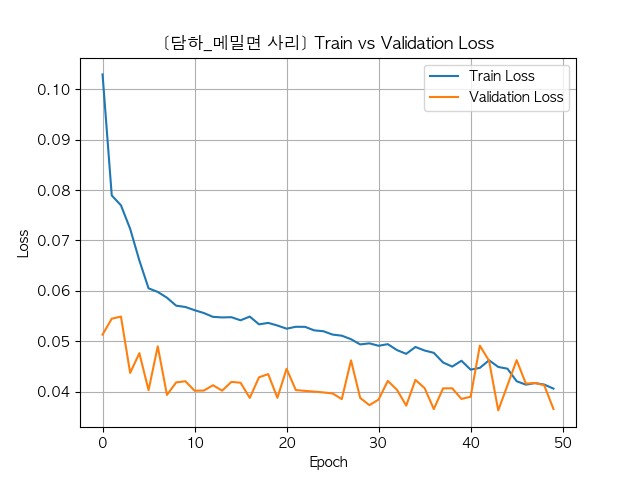 [담하_메밀면 사리] Train vs Validation Loss
Train Loss
Validation Loss
0.10
0.09
0.08
0.07
0.06
0.05
0.04
Loss
0 10 20 30 40 50
Epoch